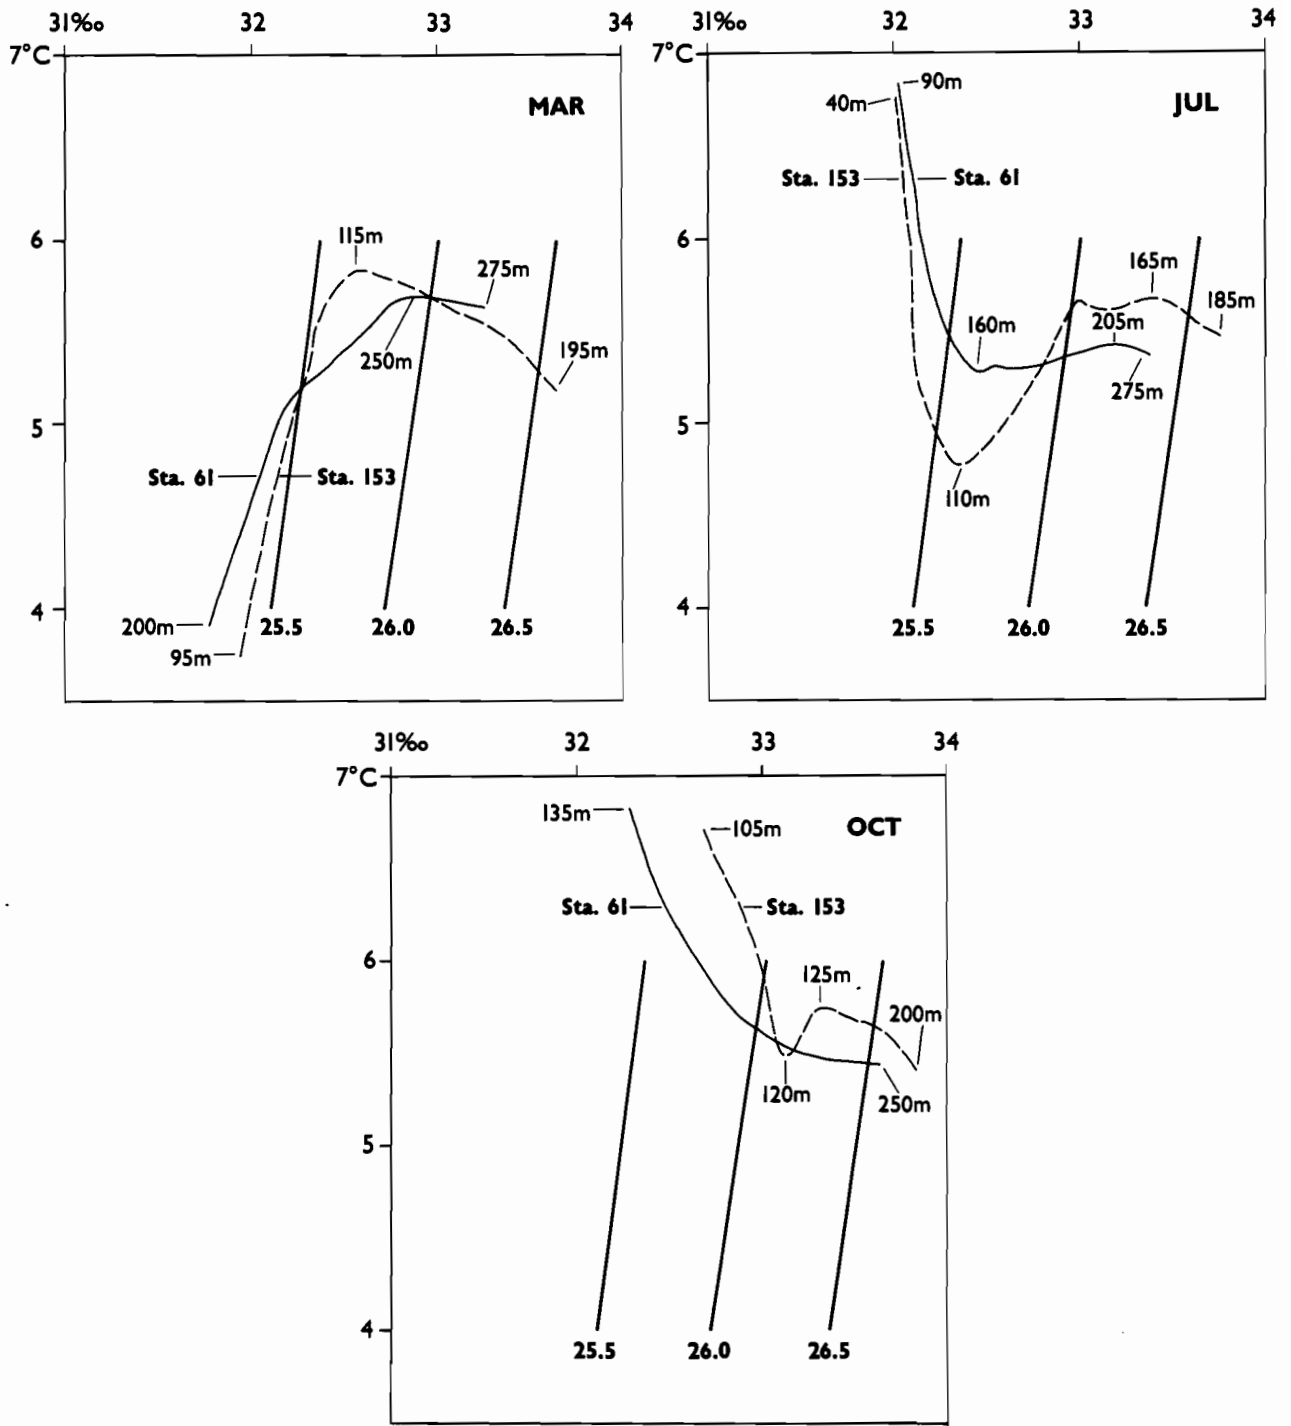 31‰ 32 33 34
7°C
MAR
6
115m
275m
250m
195m
5
Sta. 61 Sta. 153
4
200m
95m
25.5 26.0 26.5
31‰ 32 33 34
7°C
90m
40m
JUL
Sta. 153 Sta. 61
6
165m
185m
160m
205m
275m
5
110m
4
25.5 26.0 26.5
31‰ 32 33 34
7°C
135m
105m
OCT
Sta. 61 Sta. 153
6
125m
200m
120m
250m
5
4
25.5 26.0 26.5